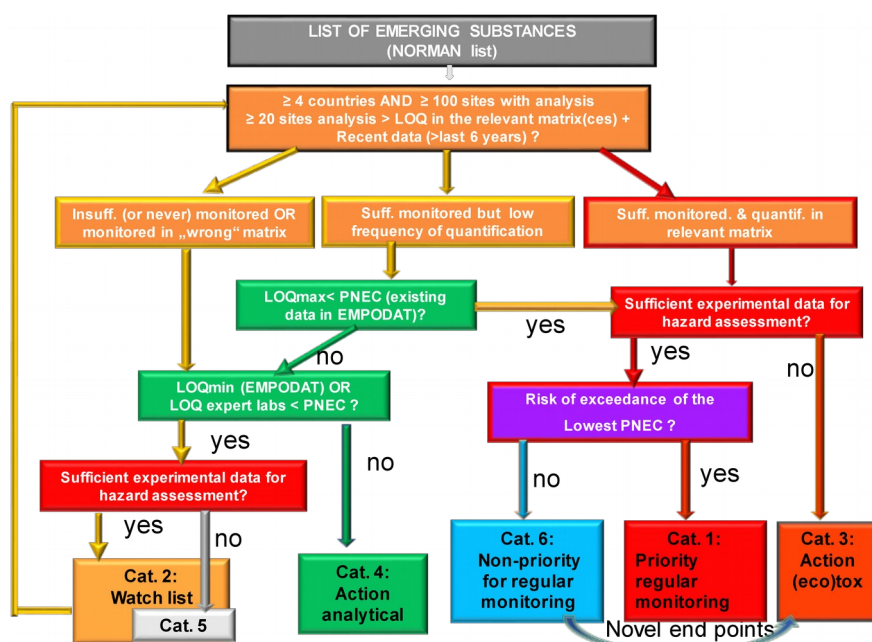 LIST OF EMERGING SUBSTANCES
(NORMAN list)
≥ 4 countries AND ≥ 100 sites with analysis
≥ 20 sites analysis > LOQ in the relevant matrix(ces) +
Recent data (>last 6 years) ?
Insuff. (or never) monitored OR
monitored in „wrong“ matrix
Suff. monitored but low
frequency of quantification
Suff. monitored. & quantif. in
relevant matrix
LOQmax< PNEC (existing
data in EMPODAT)?
yes
Sufficient experimental data for
hazard assessment?
no
yes
no
LOQmin (EMPODAT) OR
LOQ expert labs < PNEC ?
Risk of exceedance of the
Lowest PNEC ?
yes
no
no
yes
Sufficient experimental data for
hazard assessment?
yes
no
Cat. 2:
Watch list
Cat. 5
Cat. 4:
Action
analytical
Cat. 6:
Non-priority
for regular
monitoring
Cat. 1:
Priority
regular
monitoring
Cat. 3:
Action
(eco)tox
Novel end points